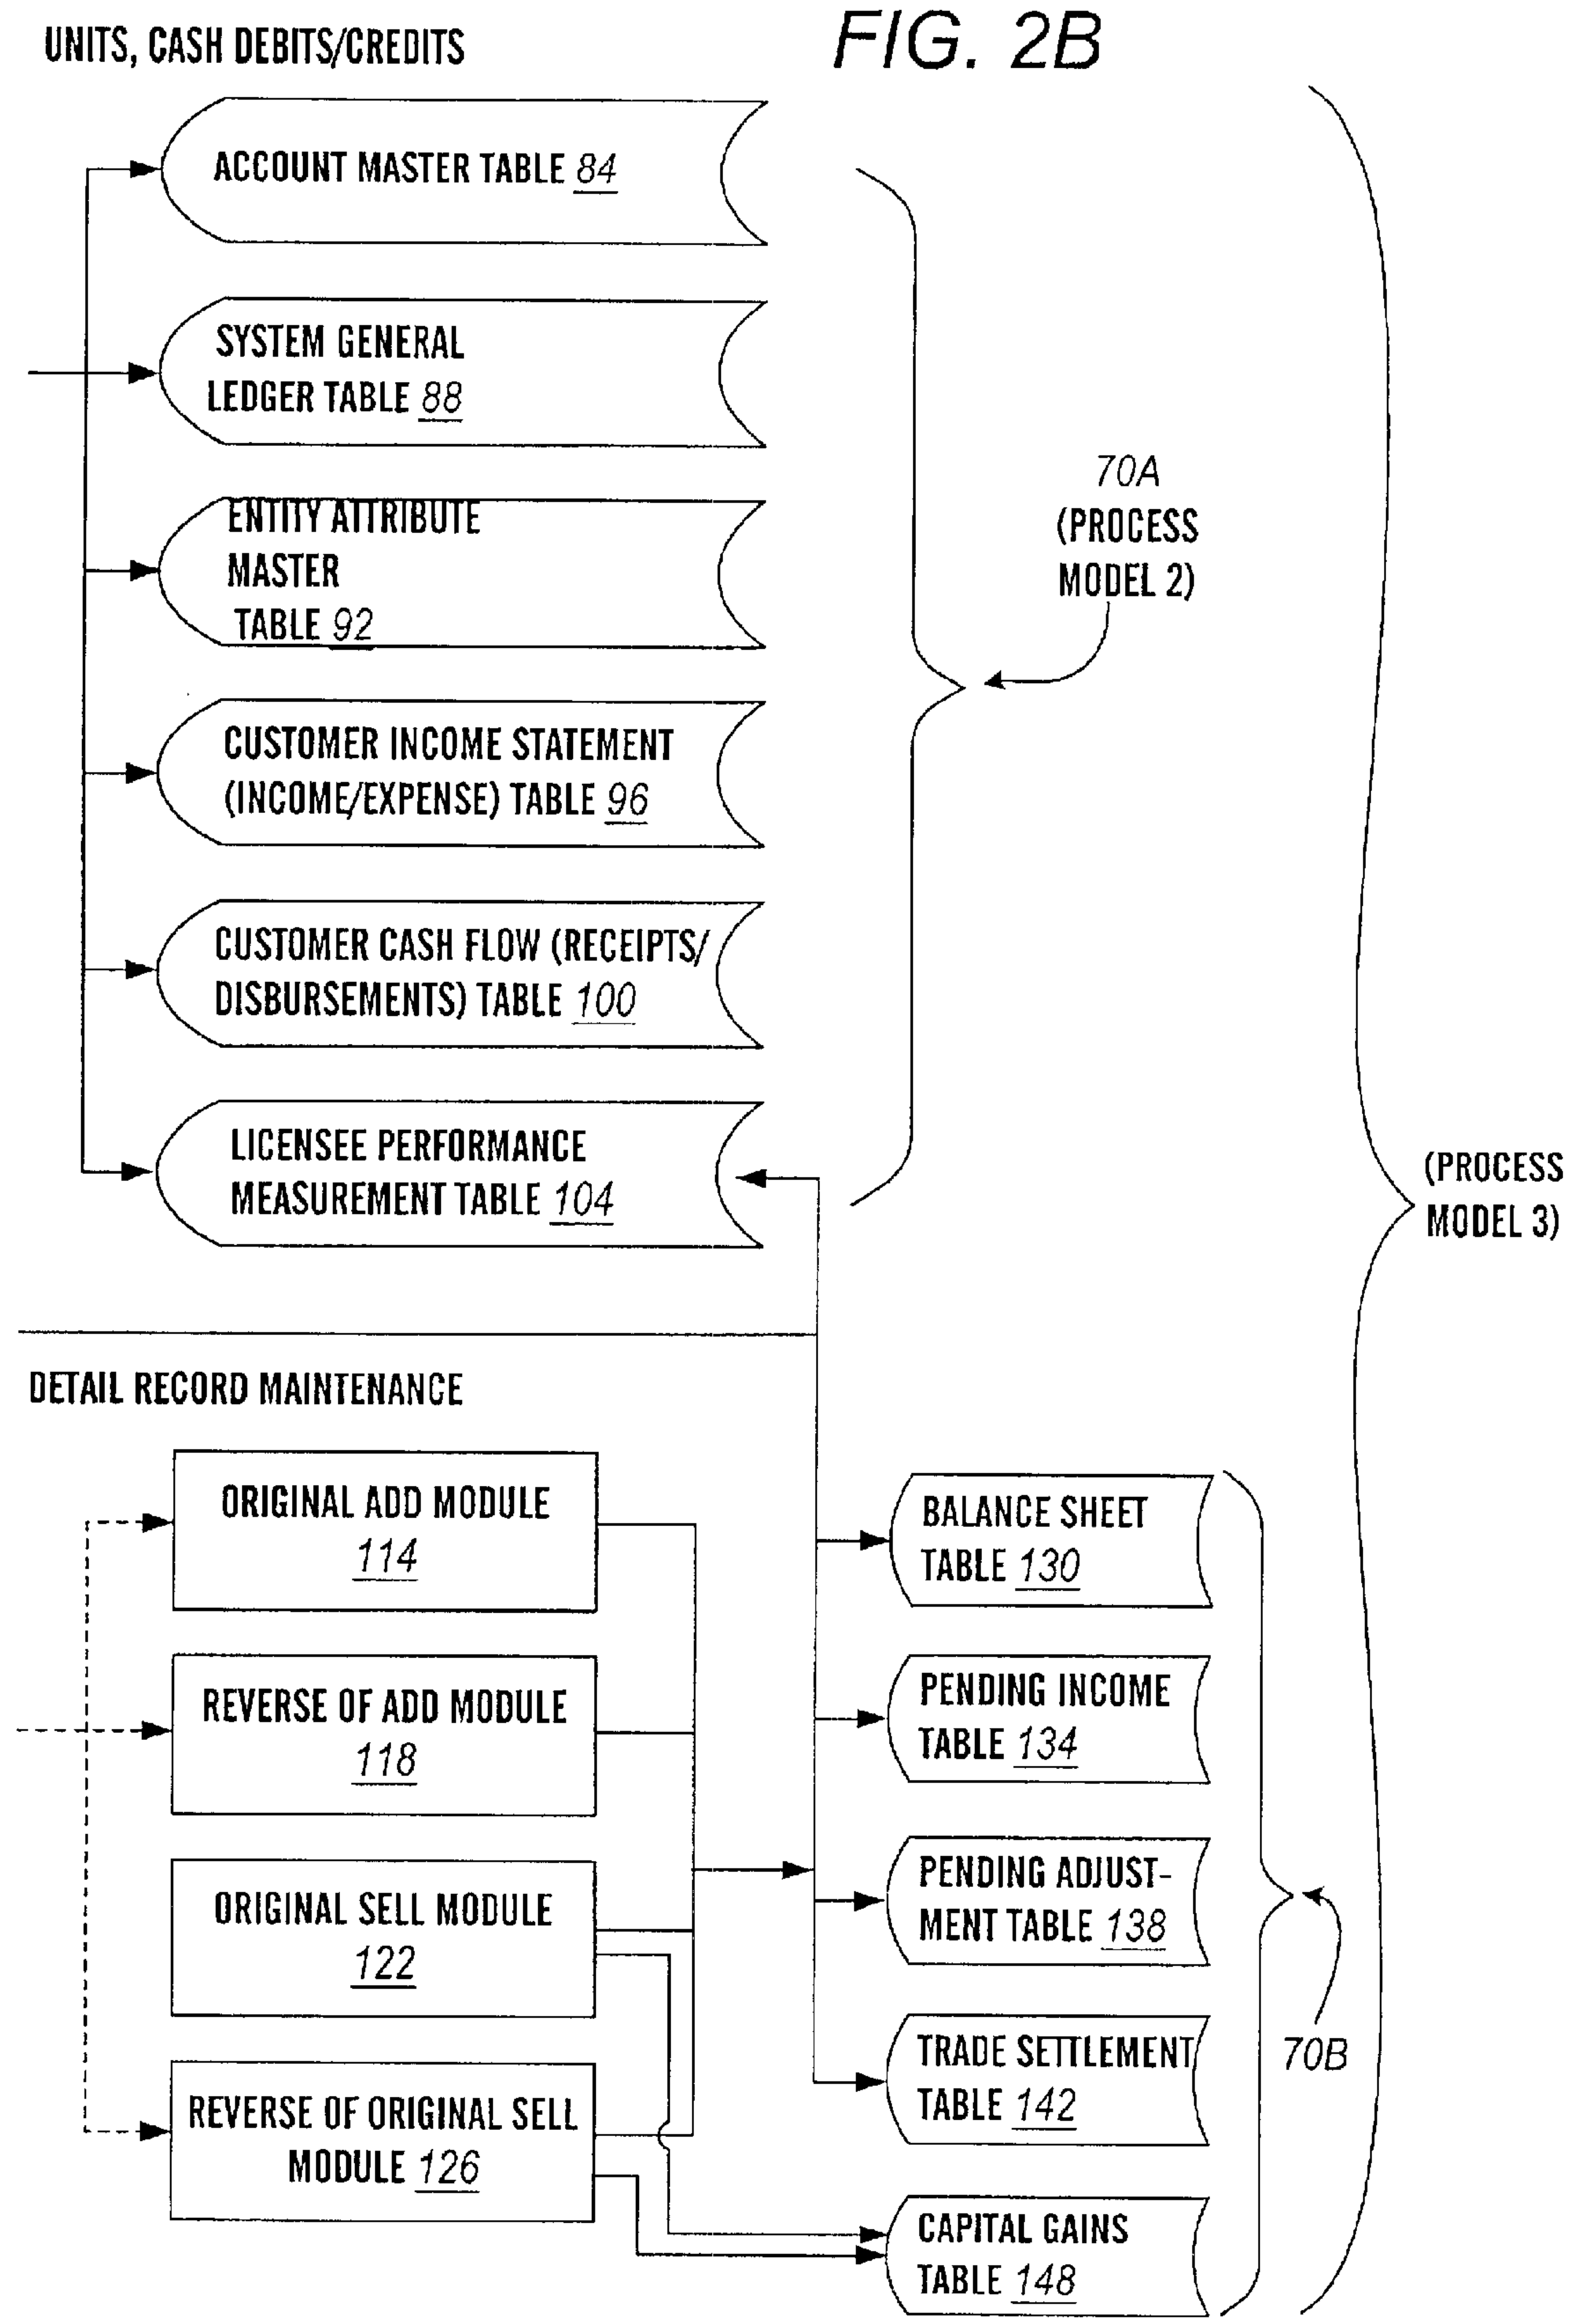 UNITS, CASH DEBITS/CREDITS
FIG. 2B
ACCOUNT MASTER TABLE 84
SYSTEM GENERAL
LEDGER TABLE 88
ENTITY ATTRIBUTE
MASTER
TABLE 92
CUSTOMER INCOME STATEMENT
(INCOME/EXPENSE) TABLE 96
CUSTOMER CASH FLOW (RECEIPTS/
DISBURSEMENTS) TABLE 100
LICENSEE PERFORMANCE
MEASUREMENT TABLE 104
70A
(PROCESS
MODEL 2)
(PROCESS
MODEL 3)
DETAIL RECORD MAINTENANCE
ORIGINAL ADD MODULE
114
REVERSE OF ADD MODULE
118
ORIGINAL SELL MODULE
122
REVERSE OF ORIGINAL SELL
MODULE 126
BALANCE SHEET
TABLE 130
PENDING INCOME
TABLE 134
PENDING ADJUST-
MENT TABLE 138
TRADE SETTLEMENT
TABLE 142
CAPITAL GAINS
TABLE 148
70B